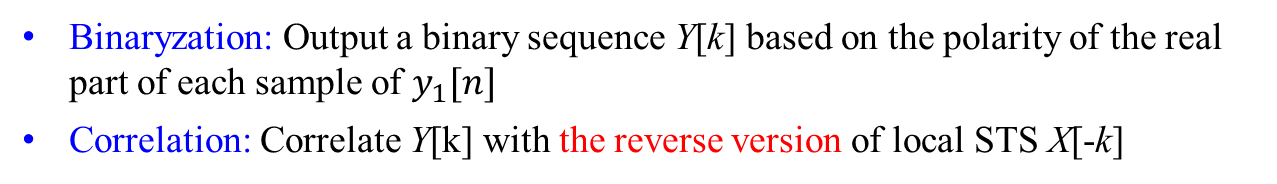 • Binaryzation: Output a binary sequence Y[k] based on the polarity of the real
part of each sample of y₁[n]
• Correlation: Correlate Y[k] with the reverse version of local STS X[-k]